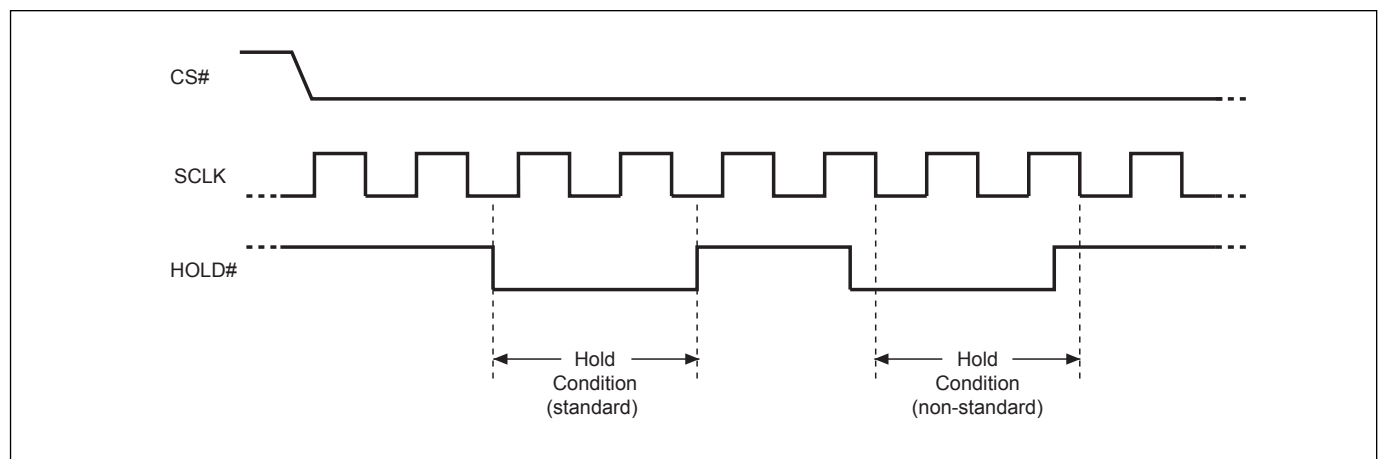 CS#
SCLK
HOLD#
Hold
Condition
(standard)
Hold
Condition
(non-standard)